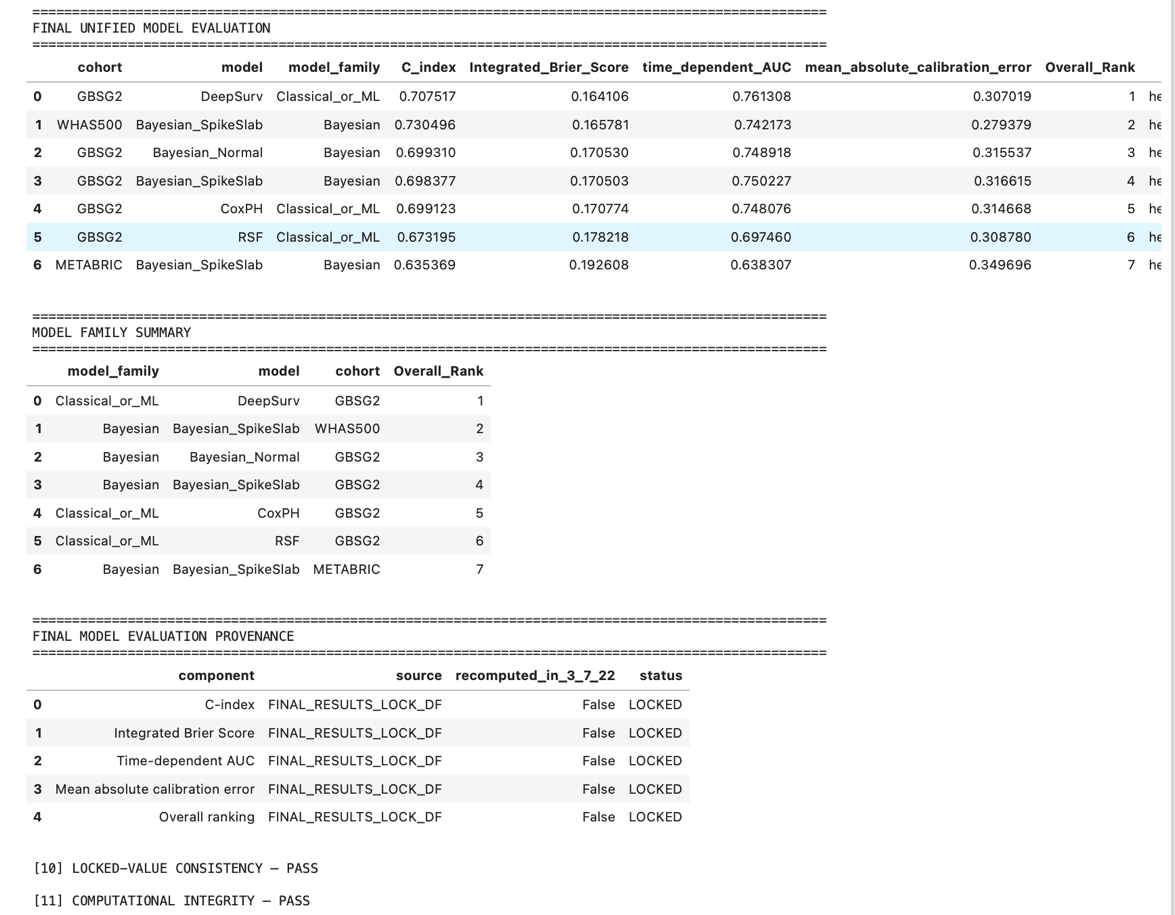 ====================================================================================================
FINAL UNIFIED MODEL EVALUATION
====================================================================================================
cohort model model_family C_index Integrated_Brier_Score time_dependent_AUC mean_absolute_calibration_error Overall_Rank
0 GBSG2 DeepSurv Classical_or_ML 0.707517 0.164106 0.761308 0.307019 1 he
1 WHAS500 Bayesian_SpikeSlab Bayesian 0.730496 0.165781 0.742173 0.279379 2 he
2 GBSG2 Bayesian_Normal Bayesian 0.699310 0.170530 0.748918 0.315537 3 he
3 GBSG2 Bayesian_SpikeSlab Bayesian 0.698377 0.170503 0.750227 0.316615 4 he
4 GBSG2 CoxPH Classical_or_ML 0.699123 0.170774 0.748076 0.314668 5 he
5 GBSG2 RSF Classical_or_ML 0.673195 0.178218 0.697460 0.308780 6 he
6 METABRIC Bayesian_SpikeSlab Bayesian 0.635369 0.192608 0.638307 0.349696 7 he
====================================================================================================
MODEL FAMILY SUMMARY
====================================================================================================
model_family model cohort Overall_Rank
0 Classical_or_ML DeepSurv GBSG2 1
1 Bayesian Bayesian_SpikeSlab WHAS500 2
2 Bayesian Bayesian_Normal GBSG2 3
3 Bayesian Bayesian_SpikeSlab GBSG2 4
4 Classical_or_ML CoxPH GBSG2 5
5 Classical_or_ML RSF GBSG2 6
6 Bayesian Bayesian_SpikeSlab METABRIC 7
====================================================================================================
FINAL MODEL EVALUATION PROVENANCE
====================================================================================================
component source recomputed_in_3_7_22 status
0 C-index FINAL_RESULTS_LOCK_DF False LOCKED
1 Integrated Brier Score FINAL_RESULTS_LOCK_DF False LOCKED
2 Time-dependent AUC FINAL_RESULTS_LOCK_DF False LOCKED
3 Mean absolute calibration error FINAL_RESULTS_LOCK_DF False LOCKED
4 Overall ranking FINAL_RESULTS_LOCK_DF False LOCKED
[10] LOCKED-VALUE CONSISTENCY — PASS
[11] COMPUTATIONAL INTEGRITY — PASS